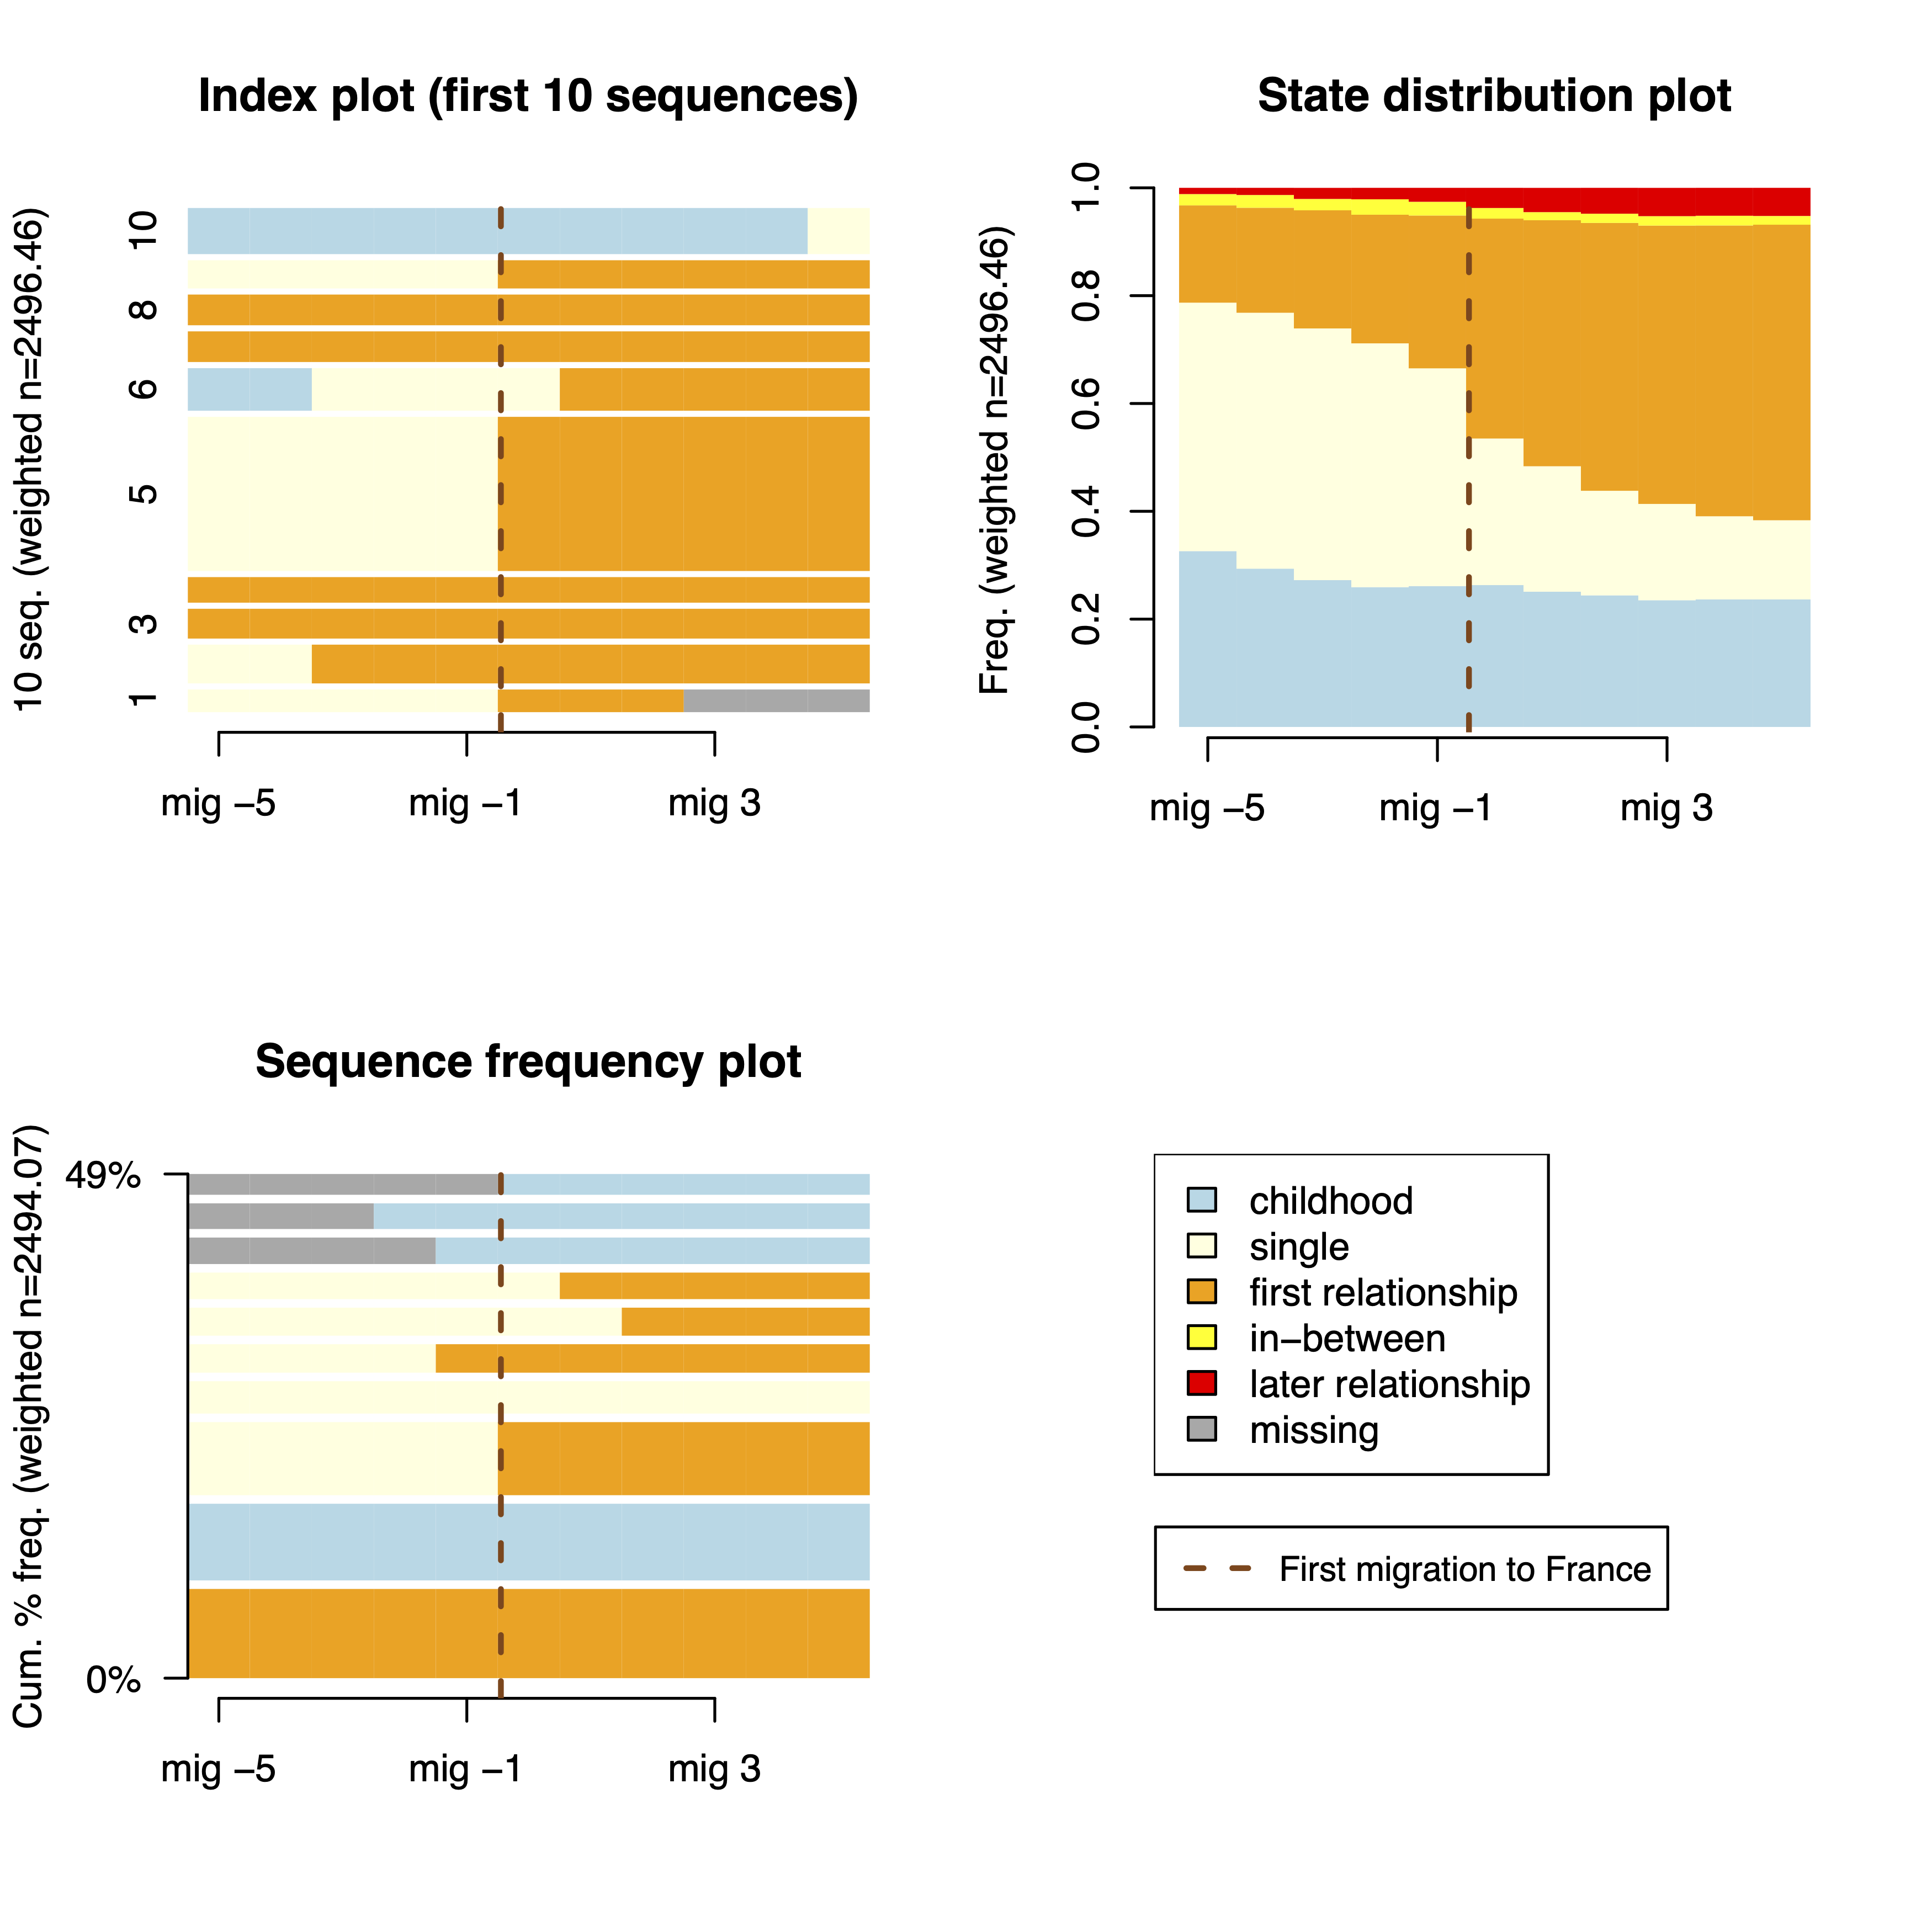 Index plot (first 10 sequences)
10 seq. (weighted n=2496.46)
10
8
6
5
3
1
mig −5
mig −1
mig 3
State distribution plot
Freq. (weighted n=2496.46)
1.0
0.8
0.6
0.4
0.2
0.0
mig −5
mig −1
mig 3
Sequence frequency plot
Cum. % freq. (weighted n=2494.07)
49%
0%
mig −5
mig −1
mig 3
childhood
single
first relationship
in−between
later relationship
missing
First migration to France